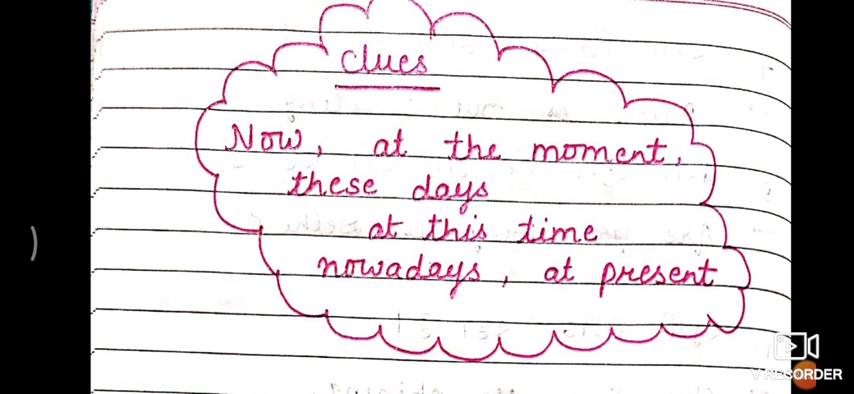 Clues
Now, at the moment,
these days
at this time
nowadays, at present
)
V RECORDER